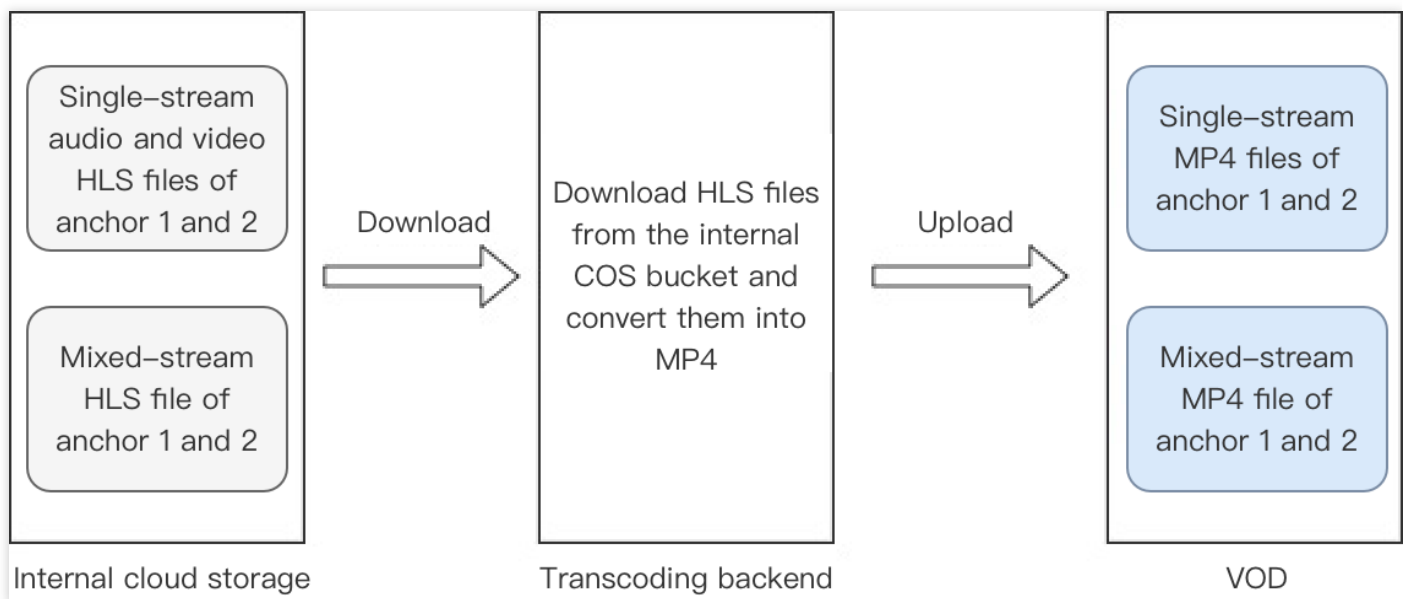 Single–stream
audio and video
HLS files of
anchor 1 and 2
Mixed–stream
HLS file of
anchor 1 and 2
Internal cloud storage
Download
Download HLS files
from the internal
COS bucket and
convert them into
MP4
Transcoding backend
Upload
Single–stream
MP4 files of
anchor 1 and 2
Mixed–stream
MP4 file of
anchor 1 and 2
VOD